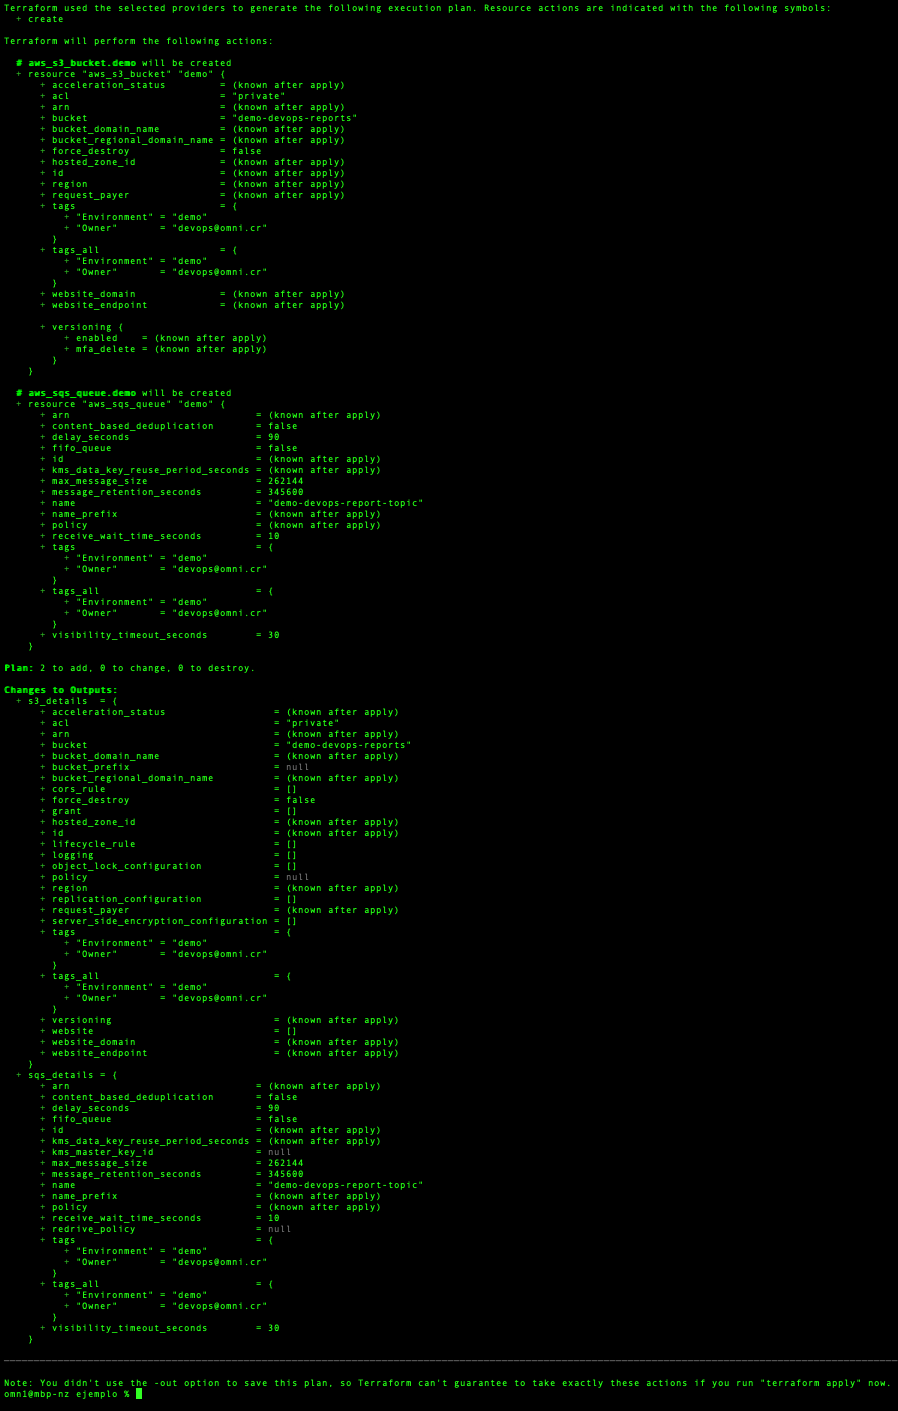 Terraform used the selected providers to generate the following execution plan. Resource actions are indicated with the following symbols:
  + create

Terraform will perform the following actions:

  # aws_s3_bucket.demo will be created
  + resource "aws_s3_bucket" "demo" {
      + acceleration_status         = (known after apply)
      + acl                         = "private"
      + arn                         = (known after apply)
      + bucket                      = "demo-devops-reports"
      + bucket_domain_name          = (known after apply)
      + bucket_regional_domain_name = (known after apply)
      + force_destroy               = false
      + hosted_zone_id              = (known after apply)
      + id                          = (known after apply)
      + region                      = (known after apply)
      + request_payer               = (known after apply)
      + tags                        = {
          + "Environment" = "demo"
          + "Owner"       = "devops@omni.cr"
        }
      + tags_all                    = {
          + "Environment" = "demo"
          + "Owner"       = "devops@omni.cr"
        }
      + website_domain              = (known after apply)
      + website_endpoint            = (known after apply)

      + versioning {
          + enabled    = (known after apply)
          + mfa_delete = (known after apply)
        }
    }

  # aws_sqs_queue.demo will be created
  + resource "aws_sqs_queue" "demo" {
      + arn                               = (known after apply)
      + content_based_deduplication       = false
      + delay_seconds                     = 90
      + fifo_queue                        = false
      + id                                = (known after apply)
      + kms_data_key_reuse_period_seconds = (known after apply)
      + max_message_size                  = 262144
      + message_retention_seconds         = 345600
      + name                              = "demo-devops-report-topic"
      + name_prefix                       = (known after apply)
      + policy                            = (known after apply)
      + receive_wait_time_seconds         = 10
      + tags                              = {
          + "Environment" = "demo"
          + "Owner"       = "devops@omni.cr"
        }
      + tags_all                          = {
          + "Environment" = "demo"
          + "Owner"       = "devops@omni.cr"
        }
      + visibility_timeout_seconds        = 30
    }

Plan: 2 to add, 0 to change, 0 to destroy.

Changes to Outputs:
  + s3_details  = {
      + acceleration_status                  = (known after apply)
      + acl                                  = "private"
      + arn                                  = (known after apply)
      + bucket                               = "demo-devops-reports"
      + bucket_domain_name                   = (known after apply)
      + bucket_prefix                        = null
      + bucket_regional_domain_name          = (known after apply)
      + cors_rule                            = []
      + force_destroy                        = false
      + grant                                = []
      + hosted_zone_id                       = (known after apply)
      + id                                   = (known after apply)
      + lifecycle_rule                       = []
      + logging                              = []
      + object_lock_configuration            = []
      + policy                               = null
      + region                               = (known after apply)
      + replication_configuration            = []
      + request_payer                        = (known after apply)
      + server_side_encryption_configuration = []
      + tags                                 = {
          + "Environment" = "demo"
          + "Owner"       = "devops@omni.cr"
        }
      + tags_all                             = {
          + "Environment" = "demo"
          + "Owner"       = "devops@omni.cr"
        }
      + versioning                           = (known after apply)
      + website                              = []
      + website_domain                       = (known after apply)
      + website_endpoint                     = (known after apply)
    }
  + sqs_details = {
      + arn                               = (known after apply)
      + content_based_deduplication       = false
      + delay_seconds                     = 90
      + fifo_queue                        = false
      + id                                = (known after apply)
      + kms_data_key_reuse_period_seconds = (known after apply)
      + kms_master_key_id                 = null
      + max_message_size                  = 262144
      + message_retention_seconds         = 345600
      + name                              = "demo-devops-report-topic"
      + name_prefix                       = (known after apply)
      + policy                            = (known after apply)
      + receive_wait_time_seconds         = 10
      + redrive_policy                    = null
      + tags                              = {
          + "Environment" = "demo"
          + "Owner"       = "devops@omni.cr"
        }
      + tags_all                          = {
          + "Environment" = "demo"
          + "Owner"       = "devops@omni.cr"
        }
      + visibility_timeout_seconds        = 30
    }

Note: You didn't use the -out option to save this plan, so Terraform can't guarantee to take exactly these actions if you run "terraform apply" now.
omni@mbp-nz ejemplo %